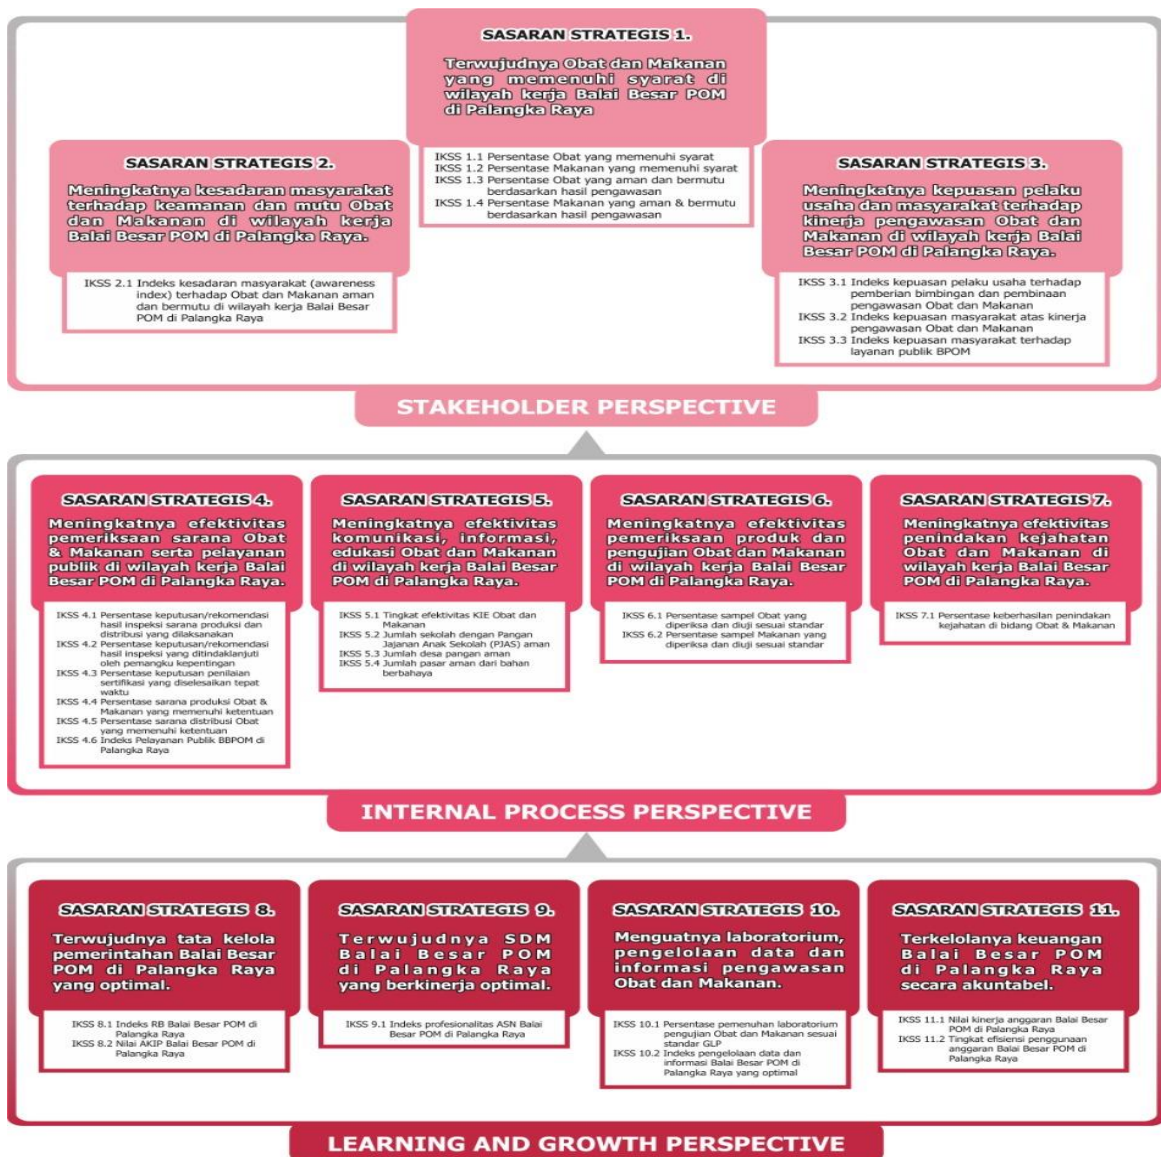 SASARAN STRATEGIS 1.
Terwujudnya Obat dan Makanan
yang memenuhi syarat di
wilayah kerja Balai Besar POM
di Palangka Raya
IKSS 1.1 Persentase Obat yang memenuhi syarat
IKSS 1.2 Persentase Makanan yang memenuhi syarat
IKSS 1.3 Persentase Obat yang aman dan bermutu
berdasarkan hasil pengawasan
IKSS 1.4 Persentase Makanan yang aman & bermutu
berdasarkan hasil pengawasan
SASARAN STRATEGIS 2.
Meningkatnya kesadaran masyarakat
terhadap keamanan dan mutu Obat
dan Makanan di wilayah kerja
Balai Besar POM di Palangka Raya.
IKSS 2.1 Indeks kesadaran masyarakat (awareness
index) terhadap Obat dan Makanan aman
dan bermutu di wilayah kerja Balai Besar
POM di Palangka Raya
SASARAN STRATEGIS 3.
Meningkatnya kepuasan pelaku
usaha dan masyarakat terhadap
kinerja pengawasan Obat dan
Makanan di wilayah kerja Balai
Besar POM di Palangka Raya.
IKSS 3.1 Indeks kepuasan pelaku usaha terhadap
pemberian bimbingan dan pembinaan
pengawasan Obat dan Makanan
IKSS 3.2 Indeks kepuasan masyarakat atas kinerja
pengawasan Obat dan Makanan
IKSS 3.3 Indeks kepuasan masyarakat terhadap
layanan publik BPOM
STAKEHOLDER PERSPECTIVE
SASARAN STRATEGIS 4.
Meningkatnya efektivitas
pemeriksaan sarana Obat
& Makanan serta pelayanan
publik di wilayah kerja Balai
Besar POM di Palangka Raya.
IKSS 4.1 Persentase keputusan/rekomendasi
hasil inspeksi sarana produksi dan
distribusi yang dilaksanakan
IKSS 4.2 Persentase keputusan/rekomendasi
hasil inspeksi yang ditindaklanjuti
oleh pemangku kepentingan
IKSS 4.3 Persentase keputusan penilaian
sertifikasi yang diselesaikan tepat
waktu
IKSS 4.4 Persentase sarana produksi Obat &
Makanan yang memenuhi ketentuan
IKSS 4.5 Persentase sarana distribusi Obat
yang memenuhi ketentuan
IKSS 4.6 Indeks Pelayanan Publik BBPOM di
Palangka Raya
SASARAN STRATEGIS 5.
Meningkatnya efektivitas
komunikasi, informasi,
edukasi Obat dan Makanan
di wilayah kerja Balai Besar
POM di Palangka Raya.
IKSS 5.1 Tingkat efektivitas KIE Obat dan
Makanan
IKSS 5.2 Jumlah sekolah dengan Pangan
Jajanan Anak Sekolah (PJAS) aman
IKSS 5.3 Jumlah desa pangan aman
IKSS 5.4 Jumlah pasar aman dari bahan
berbahaya
SASARAN STRATEGIS 6.
Meningkatnya efektivitas
pemeriksaan produk dan
pengujian Obat dan Makanan
di wilayah kerja Balai Besar
POM di Palangka Raya.
IKSS 6.1 Persentase sampel Obat yang
diperiksa dan diuji sesuai standar
IKSS 6.2 Persentase sampel Makanan yang
diperiksa dan diuji sesuai standar
SASARAN STRATEGIS 7.
Meningkatnya efektivitas
penindakan kejahatan
Obat dan Makanan di
wilayah kerja Balai Besar
POM di Palangka Raya.
IKSS 7.1 Persentase keberhasilan penindakan
kejahatan di bidang Obat & Makanan
INTERNAL PROCESS PERSPECTIVE
SASARAN STRATEGIS 8.
Terwujudnya tata kelola
pemerintahan Balai Besar
POM di Palangka Raya
yang optimal.
IKSS 8.1 Indeks RB Balai Besar POM di
Palangka Raya
IKSS 8.2 Nilai AKIP Balai Besar POM di
Palangka Raya
SASARAN STRATEGIS 9.
Terwujudnya SDM
Balai Besar POM
di Palangka Raya
yang berkinerja optimal.
IKSS 9.1 Indeks profesionalitas ASN Balai
Besar POM di Palangka Raya
SASARAN STRATEGIS 10.
Menguatnya laboratorium,
pengelolaan data dan
informasi pengawasan
Obat dan Makanan.
IKSS 10.1 Persentase pemenuhan laboratorium
pengujian Obat dan Makanan sesuai
standar GLP
IKSS 10.2 Indeks pengelolaan data dan
informasi Balai Besar POM di
Palangka Raya yang optimal
SASARAN STRATEGIS 11.
Terkelolanya keuangan
Balai Besar POM
di Palangka Raya
secara akuntabel.
IKSS 11.1 Nilai kinerja anggaran Balai Besar
POM di Palangka Raya
IKSS 11.2 Tingkat efisiensi penggunaan
anggaran Balai Besar POM di
Palangka Raya
LEARNING AND GROWTH PERSPECTIVE